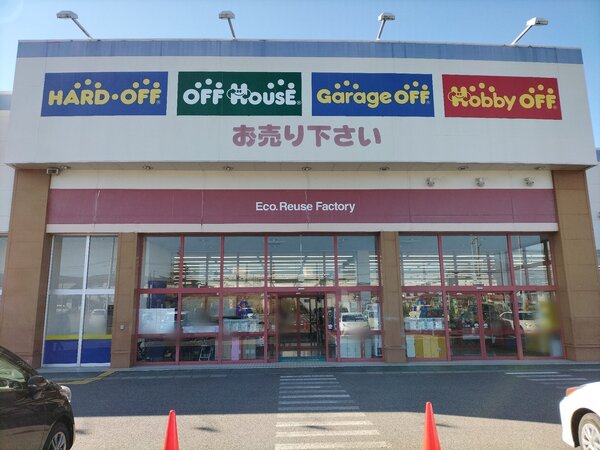 HARD・OFF®
OFF HOUSE®
Garage OFF®
Hobby OFF®
お売り下さい
Eco.Reuse Factory